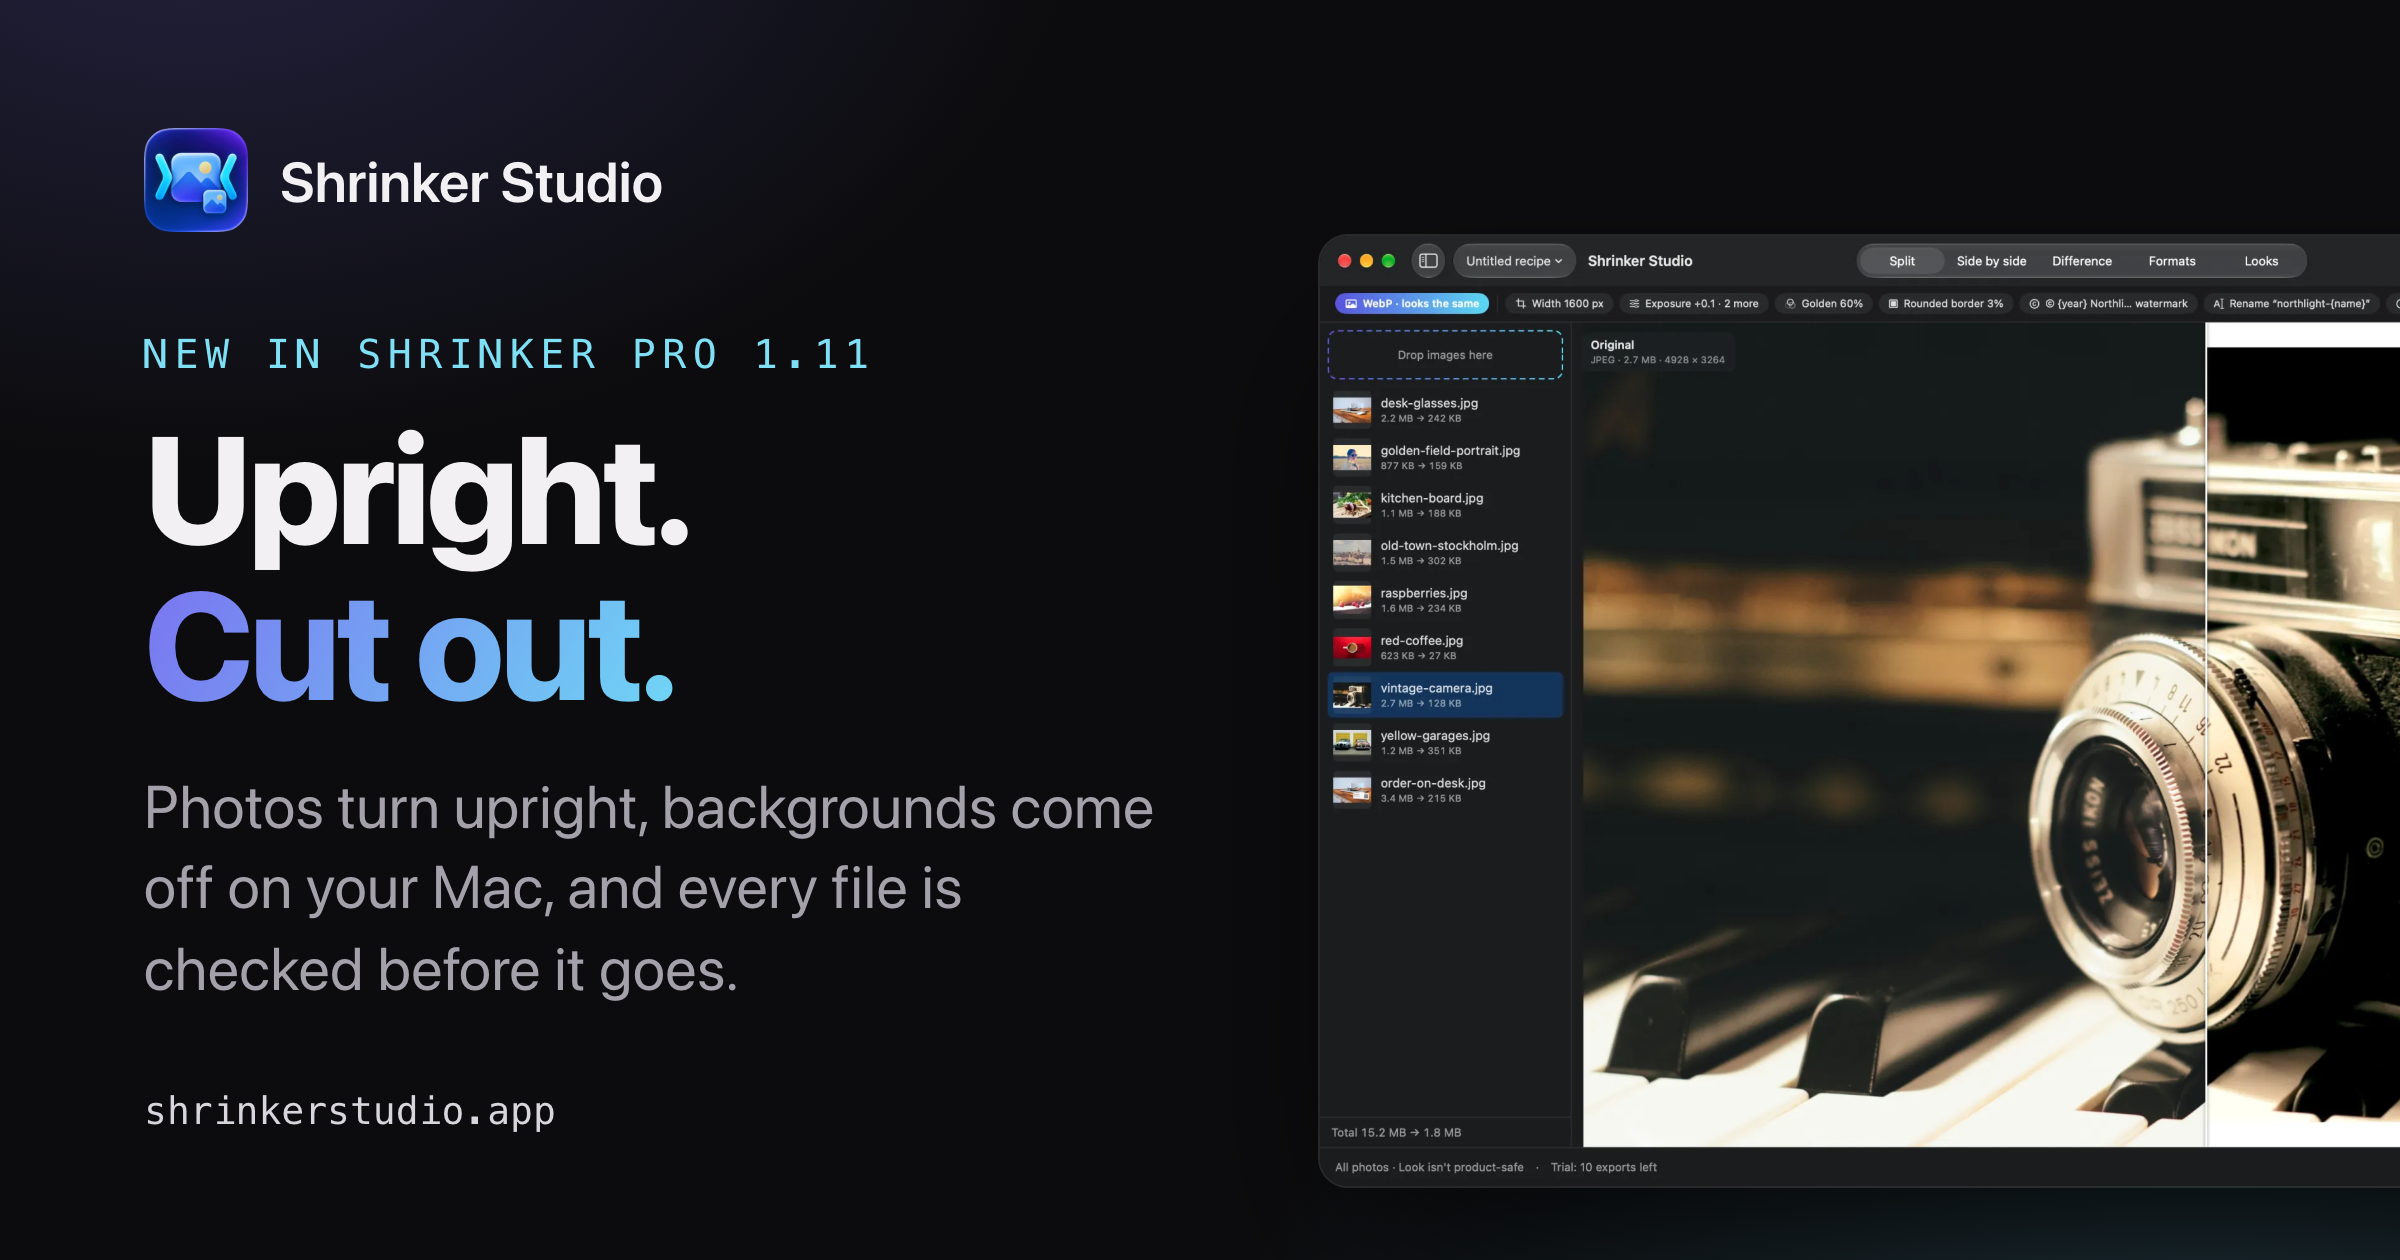 Shrinker Studio
NEW IN SHRINKER PRO 1.11
Upright.
Cut out.
Photos turn upright, backgrounds come
off on your Mac, and every file is
checked before it goes.
shrinkerstudio.app
Untitled recipe
Shrinker Studio
Split
Side by side
Difference
Formats
Looks
WebP · looks the same
Width 1600 px
Exposure +0.1 · 2 more
Golden 60%
Rounded border 3%
© {year} Northli... watermark
Rename “northlight-{name}”
Drop images here
desk-glasses.jpg
2.2 MB → 242 KB
golden-field-portrait.jpg
877 KB → 159 KB
kitchen-board.jpg
1.1 MB → 188 KB
old-town-stockholm.jpg
1.5 MB → 302 KB
raspberries.jpg
1.6 MB → 234 KB
red-coffee.jpg
623 KB → 27 KB
vintage-camera.jpg
2.7 MB → 128 KB
yellow-garages.jpg
1.2 MB → 351 KB
order-on-desk.jpg
3.4 MB → 215 KB
Total 15.2 MB → 1.8 MB
Original
JPEG · 2.7 MB · 4928 × 3264
ZEISS IKON
22
20
250
All photos · Look isn't product-safe · Trial: 10 exports left